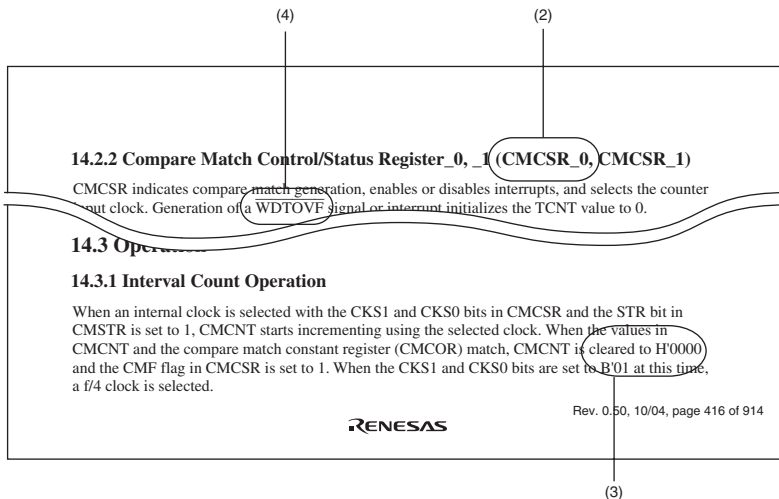 (4) (2)
14.2.2 Compare Match Control/Status Register_0, _1 (CMCSR_0, CMCSR_1)
CMCSR indicates compare match generation, enables or disables interrupts, and selects the counter
input clock. Generation of a WDTOVF signal or interrupt initializes the TCNT value to 0.
14.3 Operation
14.3.1 Interval Count Operation
When an internal clock is selected with the CKS1 and CKS0 bits in CMCSR and the STR bit in
CMSTR is set to 1, CMCNT starts incrementing using the selected clock. When the values in
CMCNT and the compare match constant register (CMCOR) match, CMCNT is cleared to H'0000
and the CMF flag in CMCSR is set to 1. When the CKS1 and CKS0 bits are set to B'01 at this time,
a f/4 clock is selected.
Rev. 0.50, 10/04, page 416 of 914
RENESAS
(3)